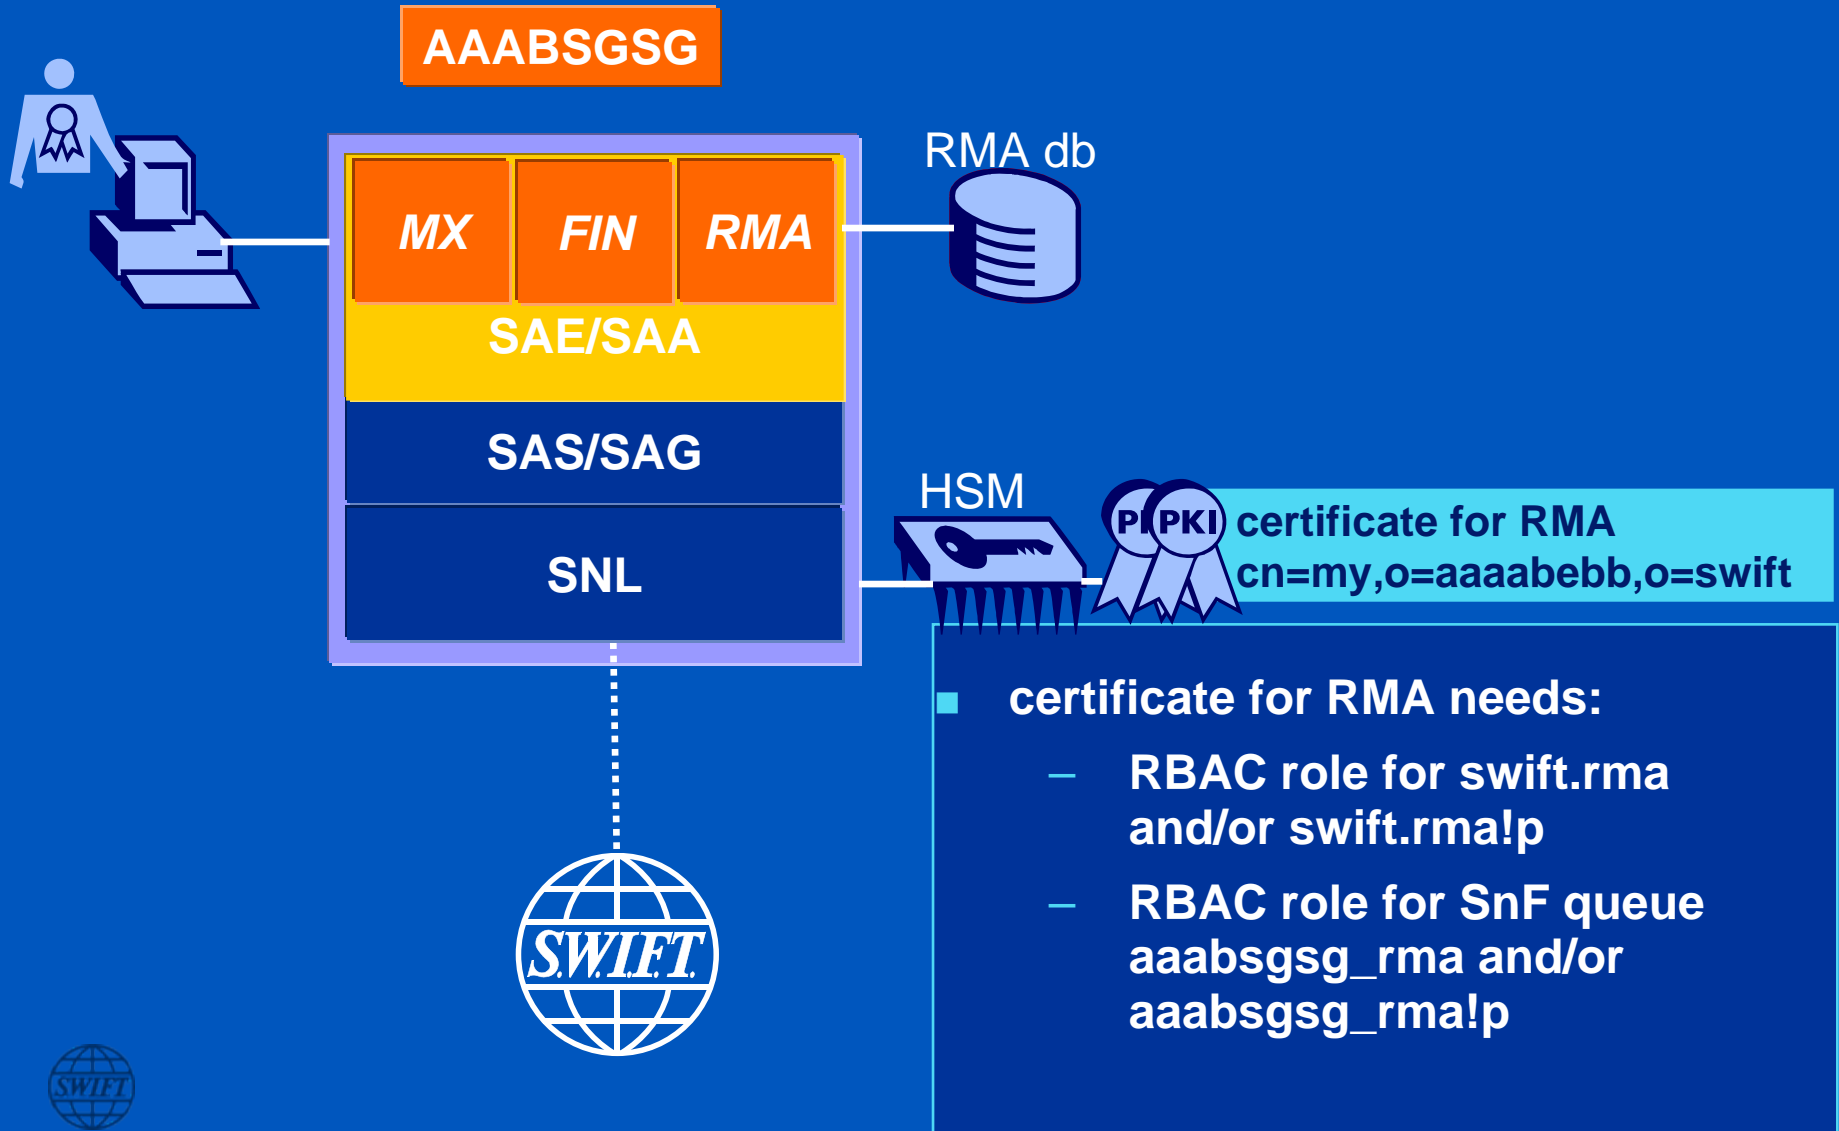 AAABSGSG
RMA db
MX
FIN
RMA
SAE/SAA
SAS/SAG
HSM
SNL
PKI
PKI
certificate for RMA
cn=my,o=aaaabebb,o=swift
certificate for RMA needs:
– RBAC role for swift.rma
and/or swift.rma!p
– RBAC role for SnF queue
aaabsgsg_rma and/or
aaabsgsg_rma!p
S.W.I.F.T.
SWIFT